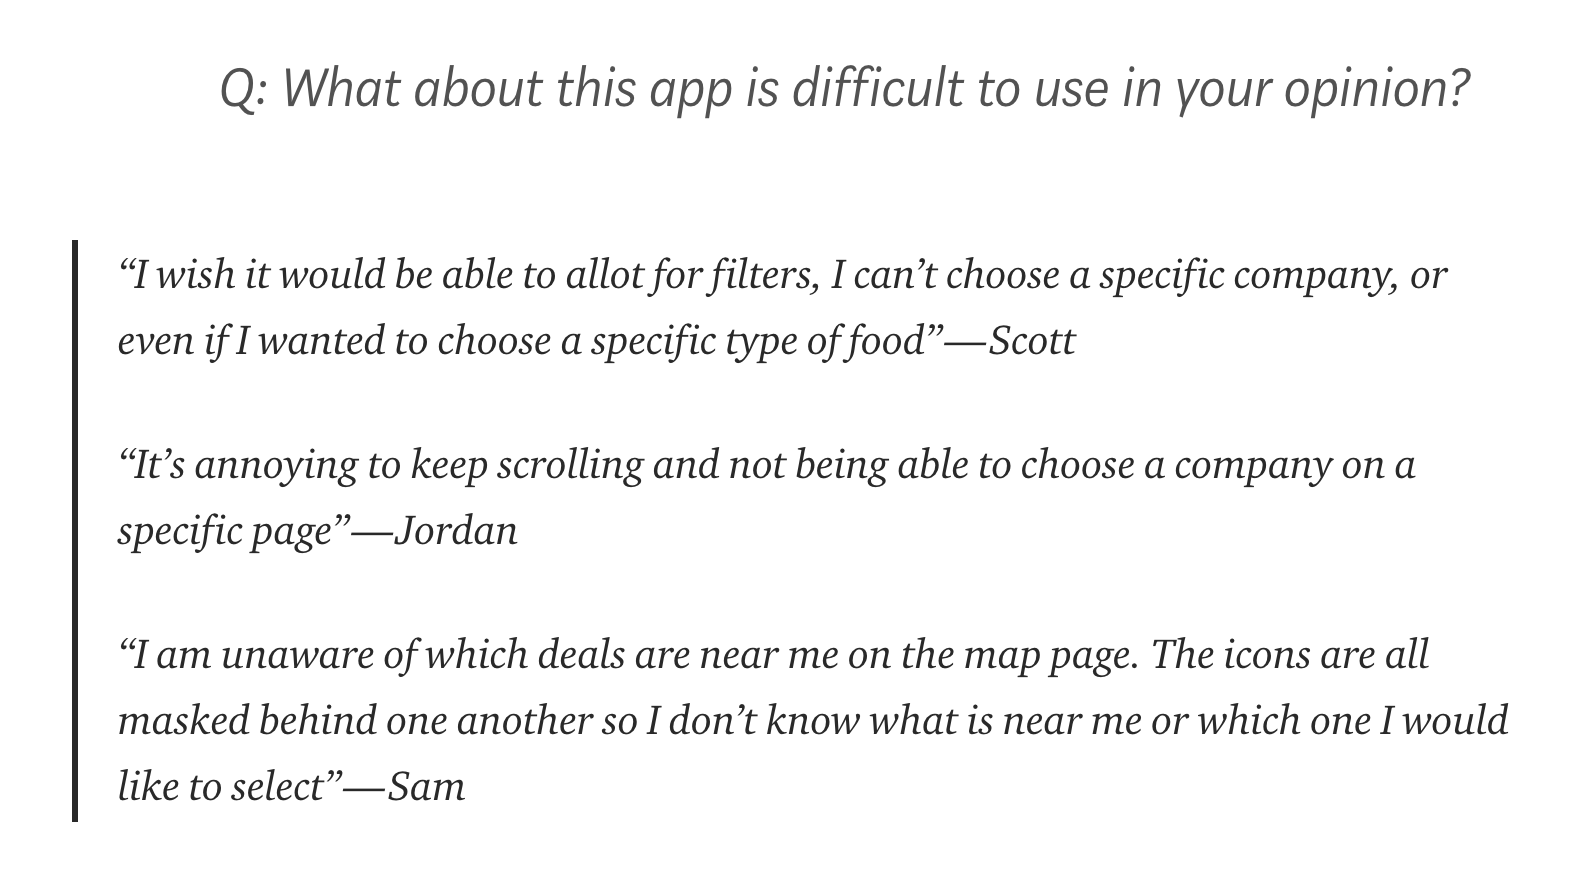 Q: What about this app is difficult to use in your opinion?
“I wish it would be able to allot for filters, I can’t choose a specific company, or
even if I wanted to choose a specific type of food”—Scott
“It’s annoying to keep scrolling and not being able to choose a company on a
specific page”—Jordan
“I am unaware of which deals are near me on the map page. The icons are all
masked behind one another so I don’t know what is near me or which one I would
like to select”—Sam